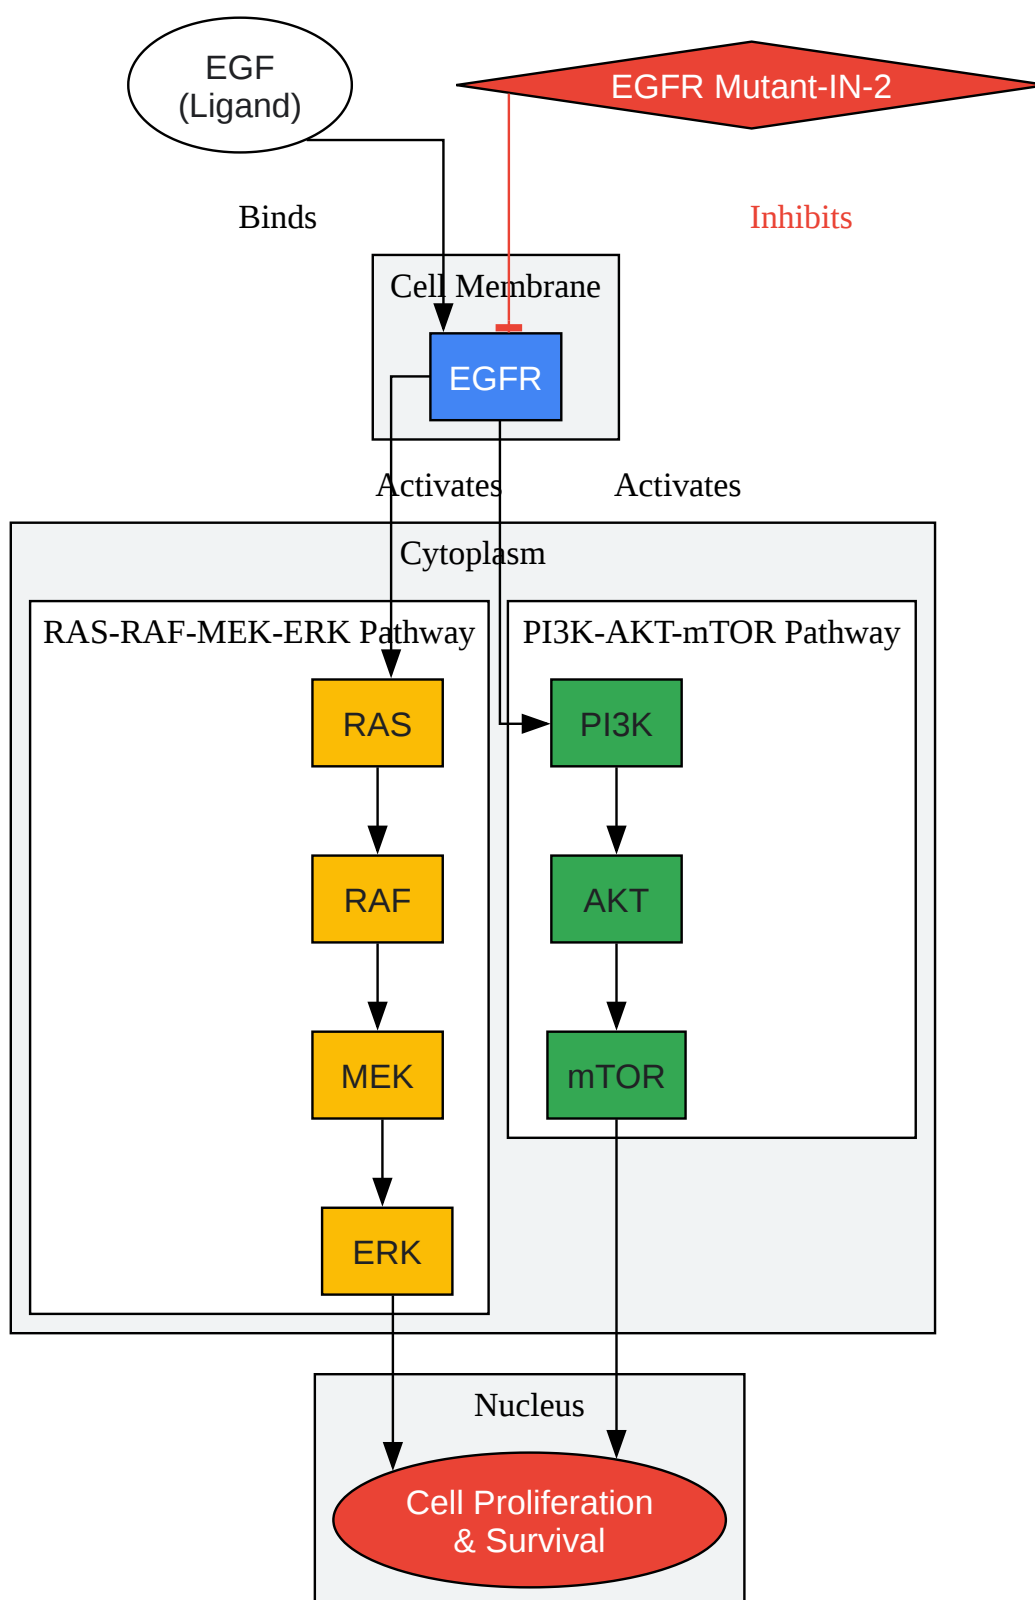 EGF
(Ligand)
EGFR Mutant-IN-2
Binds
Inhibits
Cell Membrane
EGFR
Activates
Activates
Cytoplasm
RAS-RAF-MEK-ERK Pathway
PI3K-AKT-mTOR Pathway
RAS
PI3K
RAF
AKT
MEK
mTOR
ERK
Nucleus
Cell Proliferation
& Survival